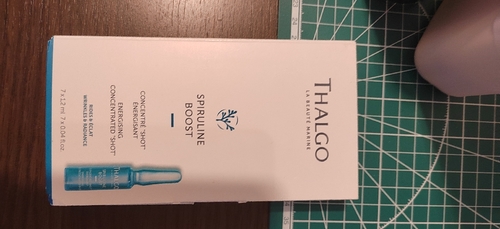 THALGO
LA BEAUTÉ MARINE
SPIRULINE
BOOST
CONCENTRÉ "SHOT"
ÉNERGISANT
ENERGISING
CONCENTRATED "SHOT"
RIDES & ÉCLAT
WRINKLES & RADIANCE
7 x 1.2 ml 7 x 0.04 fl.oz.
THALGO